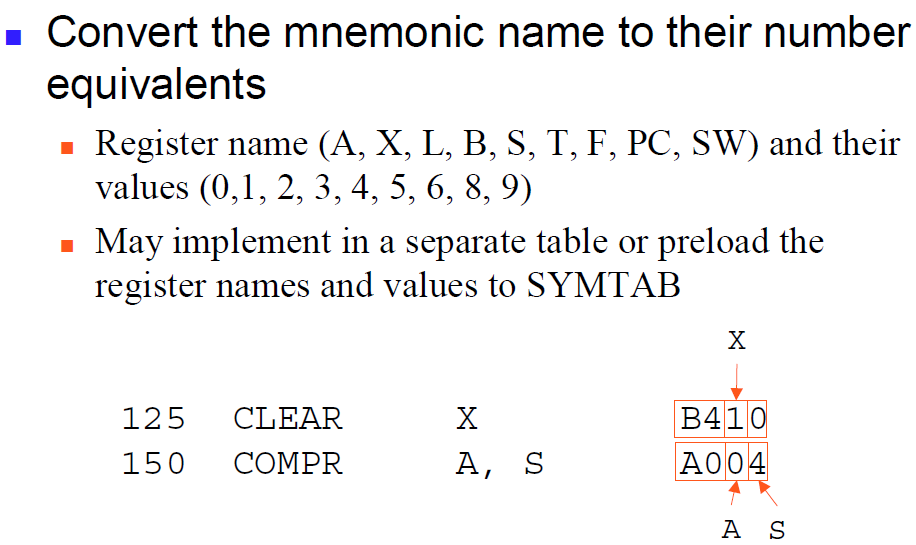 Convert the mnemonic name to their number
equivalents
Register name (A, X, L, B, S, T, F, PC, SW) and their
values (0,1, 2, 3, 4, 5, 6, 8, 9)
May implement in a separate table or preload the
register names and values to SYMTAB
X
125 CLEAR X B410
150 COMPR A, S A004
A S